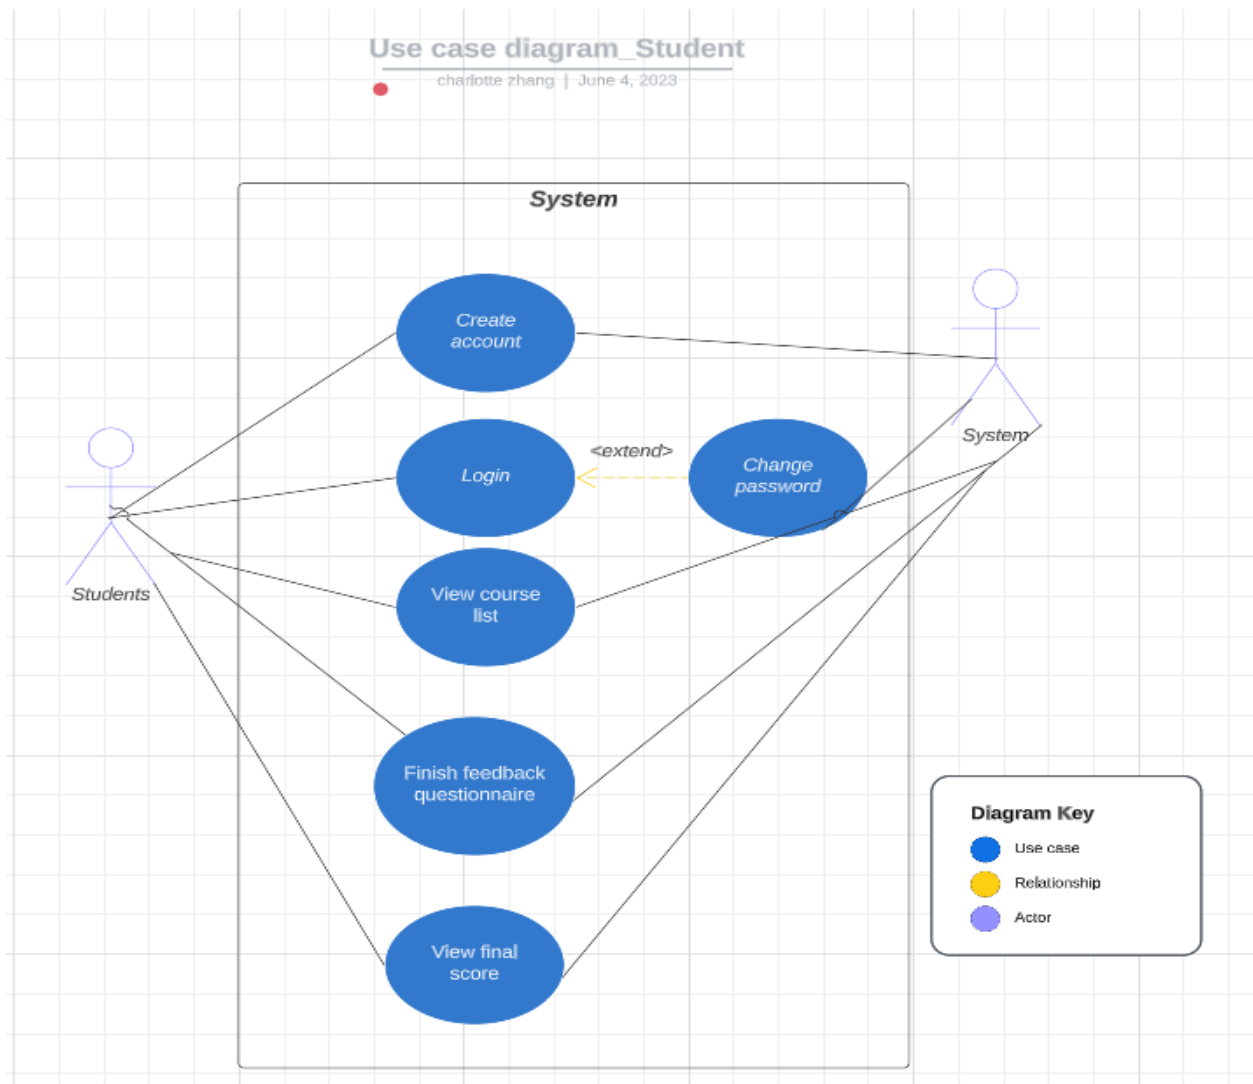 Use case diagram_Student
charlotte zhang | June 4, 2023
System
Create
account
Login
<extend>
Change
password
System
Students
View course
list
Finish feedback
questionnaire
View final
score
Diagram Key
Use case
Relationship
Actor